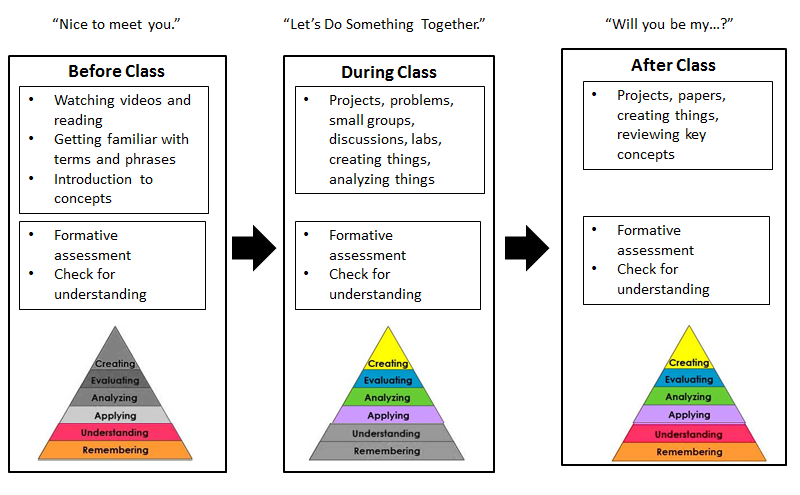 “Nice to meet you.”
“Let’s Do Something Together.”
“Will you be my…?”
Before Class
• Watching videos and
reading
• Getting familiar with
terms and phrases
• Introduction to
concepts
• Formative
assessment
• Check for
understanding
Creating
Evaluating
Analyzing
Applying
Understanding
Remembering
During Class
• Projects, problems,
small groups,
discussions, labs,
creating things,
analyzing things
• Formative
assessment
• Check for
understanding
Creating
Evaluating
Analyzing
Applying
Understanding
Remembering
After Class
• Projects, papers,
creating things,
reviewing key
concepts
• Formative
assessment
• Check for
understanding
Creating
Evaluating
Analyzing
Applying
Understanding
Remembering